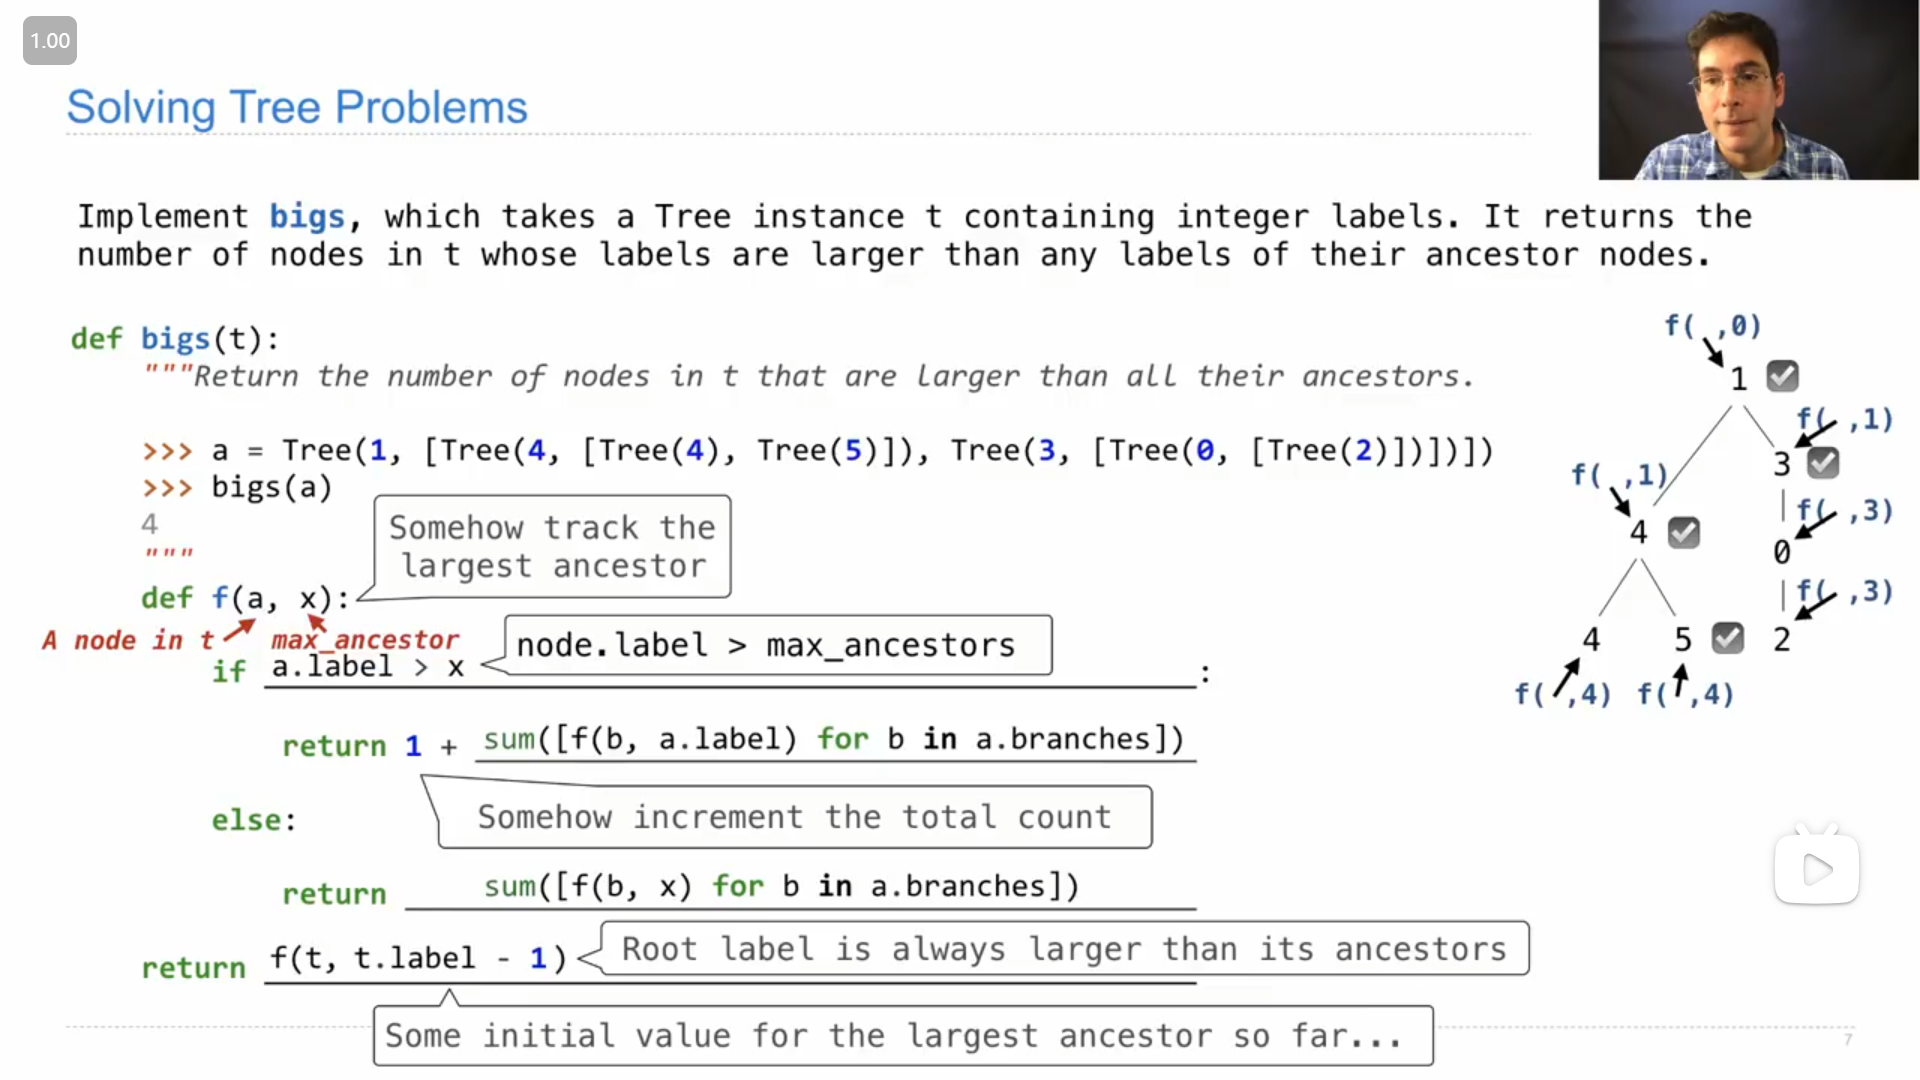 1.00
Solving Tree Problems
Implement bigs, which takes a Tree instance t containing integer labels. It returns the
number of nodes in t whose labels are larger than any labels of their ancestor nodes.
def bigs(t):
"""Return the number of nodes in t that are larger than all their ancestors.
>>> a = Tree(1, [Tree(4, [Tree(4), Tree(5)]), Tree(3, [Tree(0, [Tree(2)])])])
>>> bigs(a)
4
"""
Somehow track the
largest ancestor
def f(a, x):
A node in t
max_ancestor
if a.label > x :
node.label > max_ancestors
return 1 + sum([f(b, a.label) for b in a.branches])
Somehow increment the total count
else:
return sum([f(b, x) for b in a.branches])
return f(t, t.label - 1)
Root label is always larger than its ancestors
Some initial value for the largest ancestor so far...
f( ,0)
1
f( ,1)
3
f( ,1)
4
f( ,3)
0
f( ,3)
4 5 2
f( ,4) f( ,4)
7